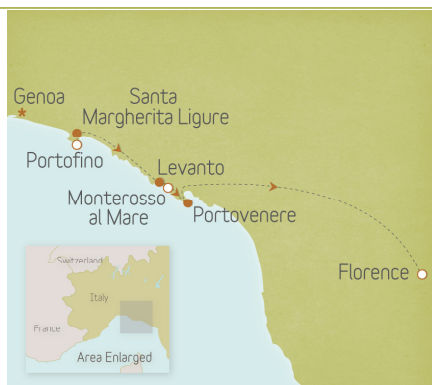 Genoa
Santa
Margherita Ligure
Portofino
Levanto
Monterosso
al Mare
Portovenere
Florence
Switzerland
Italy
France
Area Enlarged